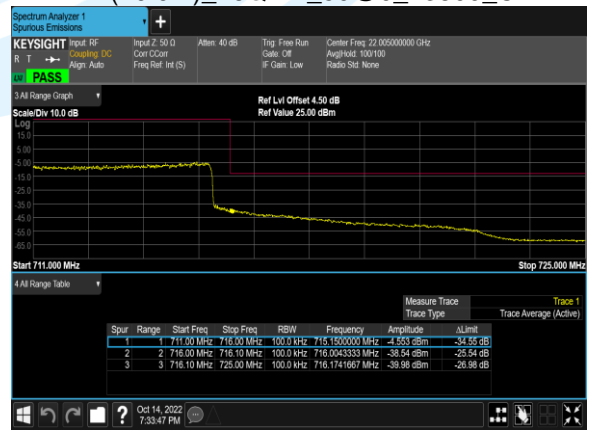 Spectrum Analyzer 1
Spurious Emissions
KEYSIGHT Input: RF Input Z: 50 Ω Atten: 40 dB Trig: Free Run Center Freq: 22.005000000 GHz
R T Coupling: DC Corr CCorr Gate: Off Avg|Hold: 100/100
Align: Auto Freq Ref: Int (S) IF Gain: Low Radio Std: None
PASS
3 All Range Graph
Ref Lvl Offset 4.50 dB
Scale/Div 10.0 dB Ref Value 25.00 dBm
Log
15.0
5.00
-5.00
-15.0
-25.0
-35.0
-45.0
-55.0
-65.0
Start 711.000 MHz Stop 725.000 MHz
4 All Range Table
Measure Trace Trace 1
Trace Type Trace Average (Active)
Spur Range Start Freq Stop Freq RBW Frequency Amplitude ΔLimit
1 1 711.00 MHz 716.00 MHz 100.0 kHz 715.1500000 MHz -4.553 dBm -34.55 dB
2 2 716.00 MHz 716.10 MHz 100.0 kHz 716.0043333 MHz -38.54 dBm -25.54 dB
3 3 716.10 MHz 725.00 MHz 100.0 kHz 716.1741667 MHz -39.98 dBm -26.98 dB
Oct 14, 2022
7:33:47 PM